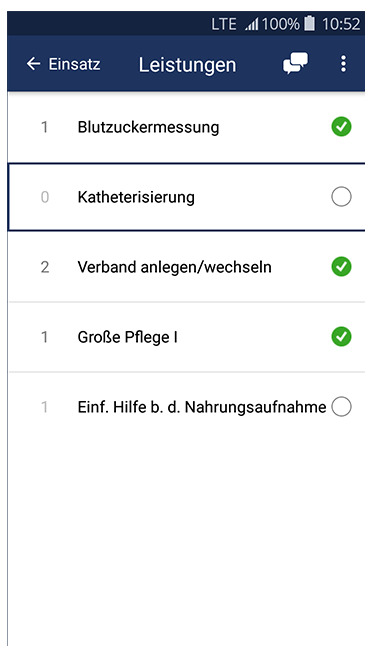 LTE 100% 10:52
Einsatz Leistungen
1 Blutzuckermessung
0 Katheterisierung
2 Verband anlegen/wechseln
1 Große Pflege I
1 Einf. Hilfe b. d. Nahrungsaufnahme